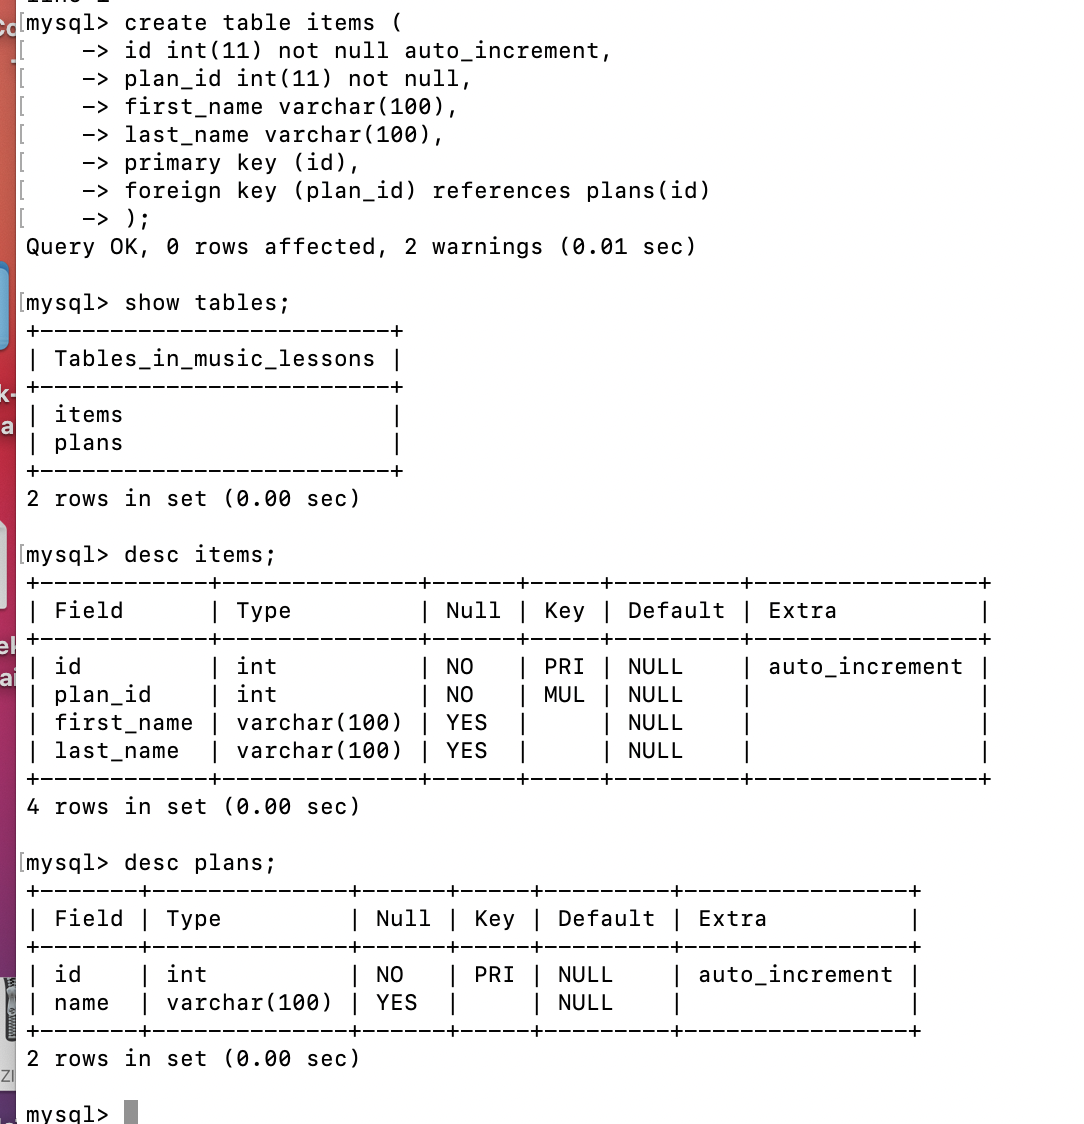 mysql> create table items (
    -> id int(11) not null auto_increment,
    -> plan_id int(11) not null,
    -> first_name varchar(100),
    -> last_name varchar(100),
    -> primary key (id),
    -> foreign key (plan_id) references plans(id)
    -> );
Query OK, 0 rows affected, 2 warnings (0.01 sec)

mysql> show tables;
+-------------------------+
| Tables_in_music_lessons |
+-------------------------+
| items                   |
| plans                   |
+-------------------------+
2 rows in set (0.00 sec)

mysql> desc items;
+------------+--------------+------+-----+---------+----------------+
| Field      | Type         | Null | Key | Default | Extra          |
+------------+--------------+------+-----+---------+----------------+
| id         | int          | NO   | PRI | NULL    | auto_increment |
| plan_id    | int          | NO   | MUL | NULL    |                |
| first_name | varchar(100) | YES  |     | NULL    |                |
| last_name  | varchar(100) | YES  |     | NULL    |                |
+------------+--------------+------+-----+---------+----------------+
4 rows in set (0.00 sec)

mysql> desc plans;
+-------+--------------+------+-----+---------+----------------+
| Field | Type         | Null | Key | Default | Extra          |
+-------+--------------+------+-----+---------+----------------+
| id    | int          | NO   | PRI | NULL    | auto_increment |
| name  | varchar(100) | YES  |     | NULL    |                |
+-------+--------------+------+-----+---------+----------------+
2 rows in set (0.00 sec)

mysql>